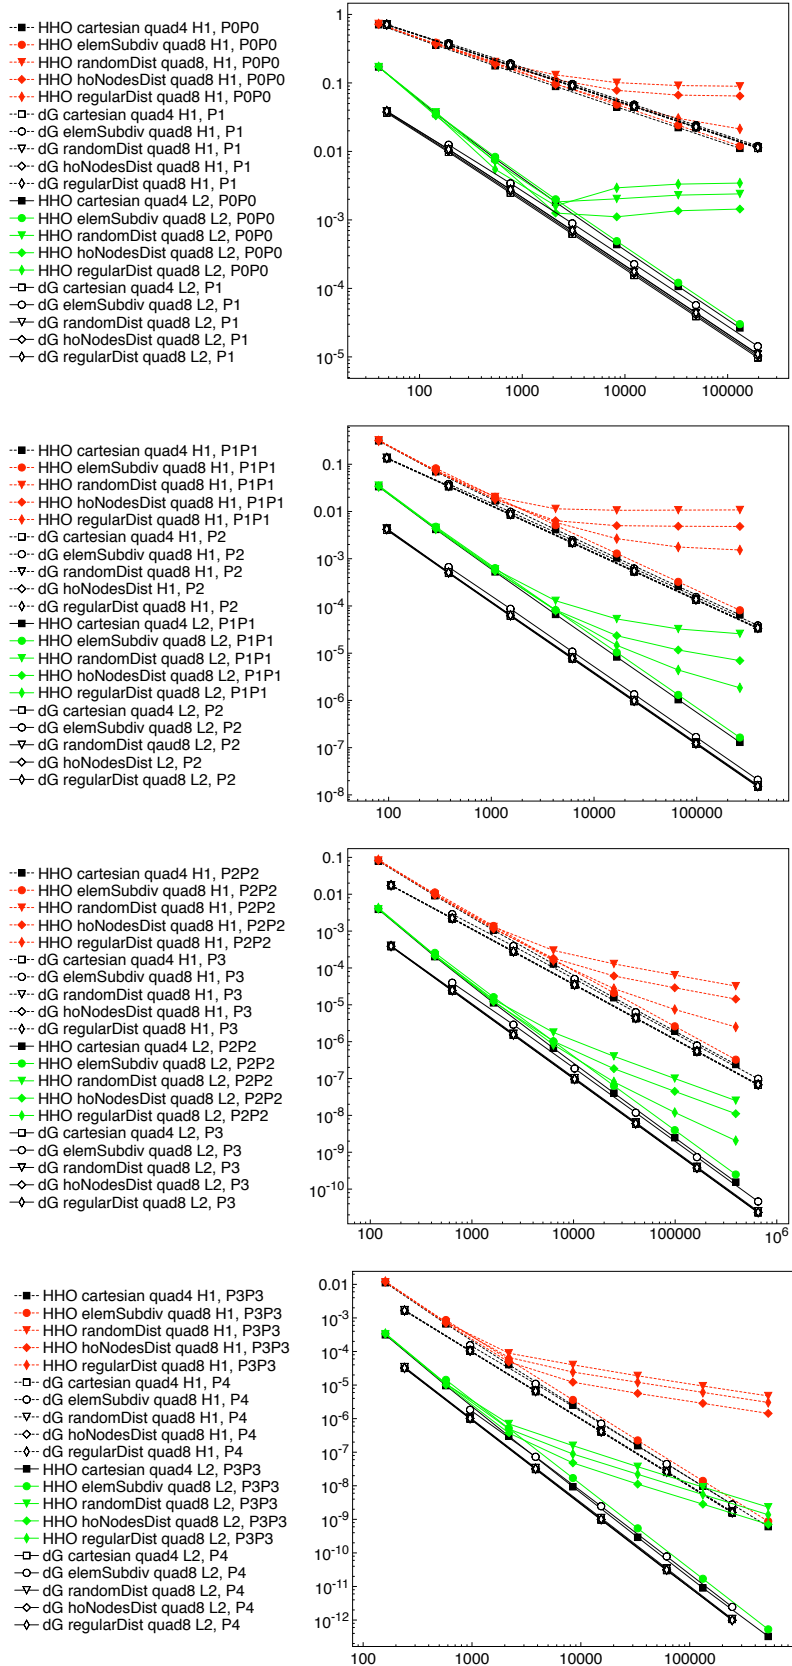 HHO cartesian quad4 H1, P0P0
HHO elemSubdiv quad8 H1, P0P0
HHO randomDist quad8, H1, P0P0
HHO hoNodesDist quad8 H1, P0P0
HHO regularDist quad8 H1, P0P0
dG cartesian quad4 H1, P1
dG elemSubdiv quad8 H1, P1
dG randomDist quad8 H1, P1
dG hoNodesDist quad8 H1, P1
dG regularDist quad8 H1, P1
HHO cartesian quad4 L2, P0P0
HHO elemSubdiv quad8 L2, P0P0
HHO randomDist quad8 L2, P0P0
HHO hoNodesDist quad8 L2, P0P0
HHO regularDist quad8 L2, P0P0
dG cartesian quad4 L2, P1
dG elemSubdiv quad8 L2, P1
dG randomDist quad8 L2, P1
dG hoNodesDist quad8 L2, P1
dG regularDist quad8 L2, P1
1
0.1
0.01
10^-3
10^-4
10^-5
100 1000 10000 100000
HHO cartesian quad4 H1, P1P1
HHO elemSubdiv quad8 H1, P1P1
HHO randomDist quad8 H1, P1P1
HHO hoNodesDist quad8 H1, P1P1
HHO regularDist quad8 H1, P1P1
dG cartesian quad4 H1, P2
dG elemSubdiv quad8 H1, P2
dG randomDist quad8 H1, P2
dG hoNodesDist H1, P2
dG regularDist quad8 H1, P2
HHO cartesian quad4 L2, P1P1
HHO elemSubdiv quad8 L2, P1P1
HHO randomDist quad8 L2, P1P1
HHO hoNodesDist quad8 L2, P1P1
HHO regularDist quad8 L2, P1P1
dG cartesian quad4 L2, P2
dG elemSubdiv quad8 L2, P2
dG randomDist qaud8 L2, P2
dG hoNodesDist L2, P2
dG regularDist quad8 L2, P2
0.1
0.01
10^-3
10^-4
10^-5
10^-6
10^-7
10^-8
100 1000 10000 100000
HHO cartesian quad4 H1, P2P2
HHO elemSubdiv quad8 H1, P2P2
HHO randomDist quad8 H1, P2P2
HHO hoNodesDist quad8 H1, P2P2
HHO regularDist quad8 H1, P2P2
dG cartesian quad4 H1, P3
dG elemSubdiv quad8 H1, P3
dG randomDist quad8 H1, P3
dG hoNodesDist quad8 H1, P3
dG regularDist quad8 H1, P3
HHO cartesian quad4 L2, P2P2
HHO elemSubdiv quad8 L2, P2P2
HHO randomDist quad8 L2, P2P2
HHO hoNodesDist quad8 L2, P2P2
HHO regularDist quad8 L2, P2P2
dG cartesian quad4 L2, P3
dG elemSubdiv quad8 L2, P3
dG randomDist quad8 L2, P3
dG hoNodesDist quad8 L2, P3
dG regularDist quad8 L2, P3
0.1
0.01
10^-3
10^-4
10^-5
10^-6
10^-7
10^-8
10^-9
10^-10
100 1000 10000 100000 10^6
HHO cartesian quad4 H1, P3P3
HHO elemSubdiv quad8 H1, P3P3
HHO randomDist quad8 H1, P3P3
HHO hoNodesDist quad8 H1, P3P3
HHO regularDist quad8 H1, P3P3
dG cartesian quad4 H1, P4
dG elemSubdiv quad8 H1, P4
dG randomDist quad8 H1, P4
dG hoNodesDist quad8 H1, P4
dG regularDist quad8 H1, P4
HHO cartesian quad4 L2, P3P3
HHO elemSubdiv quad8 L2, P3P3
HHO randomDist quad8 L2, P3P3
HHO hoNodesDist quad8 L2, P3P3
HHO regularDist quad8 L2, P3P3
dG cartesian quad4 L2, P4
dG elemSubdiv quad8 L2, P4
dG randomDist quad8 L2, P4
dG hoNodesDist quad8 L2, P4
dG regularDist quad8 L2, P4
0.01
10^-3
10^-4
10^-5
10^-6
10^-7
10^-8
10^-9
10^-10
10^-11
10^-12
100 1000 10000 100000